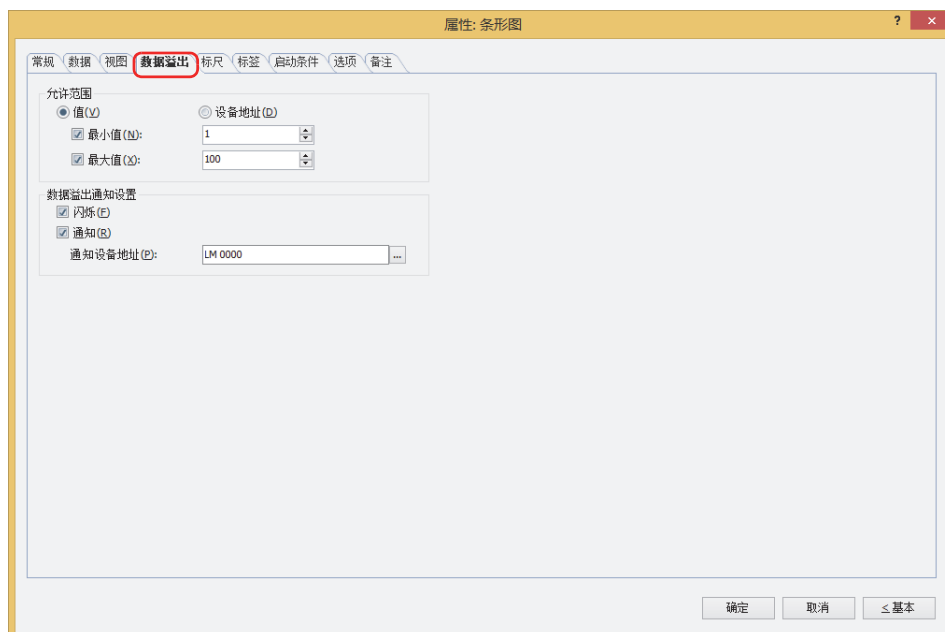 属性: 条形图
? ×
常规 数据 视图 数据溢出 标尺 标签 启动条件 选项 备注
允许范围
值(V) 设备地址(D)
最小值(N): 1
最大值(X): 100
数据溢出通知设置
闪烁(F)
通知(R)
通知设备地址(P): LM 0000 ...
确定 取消 ≤基本